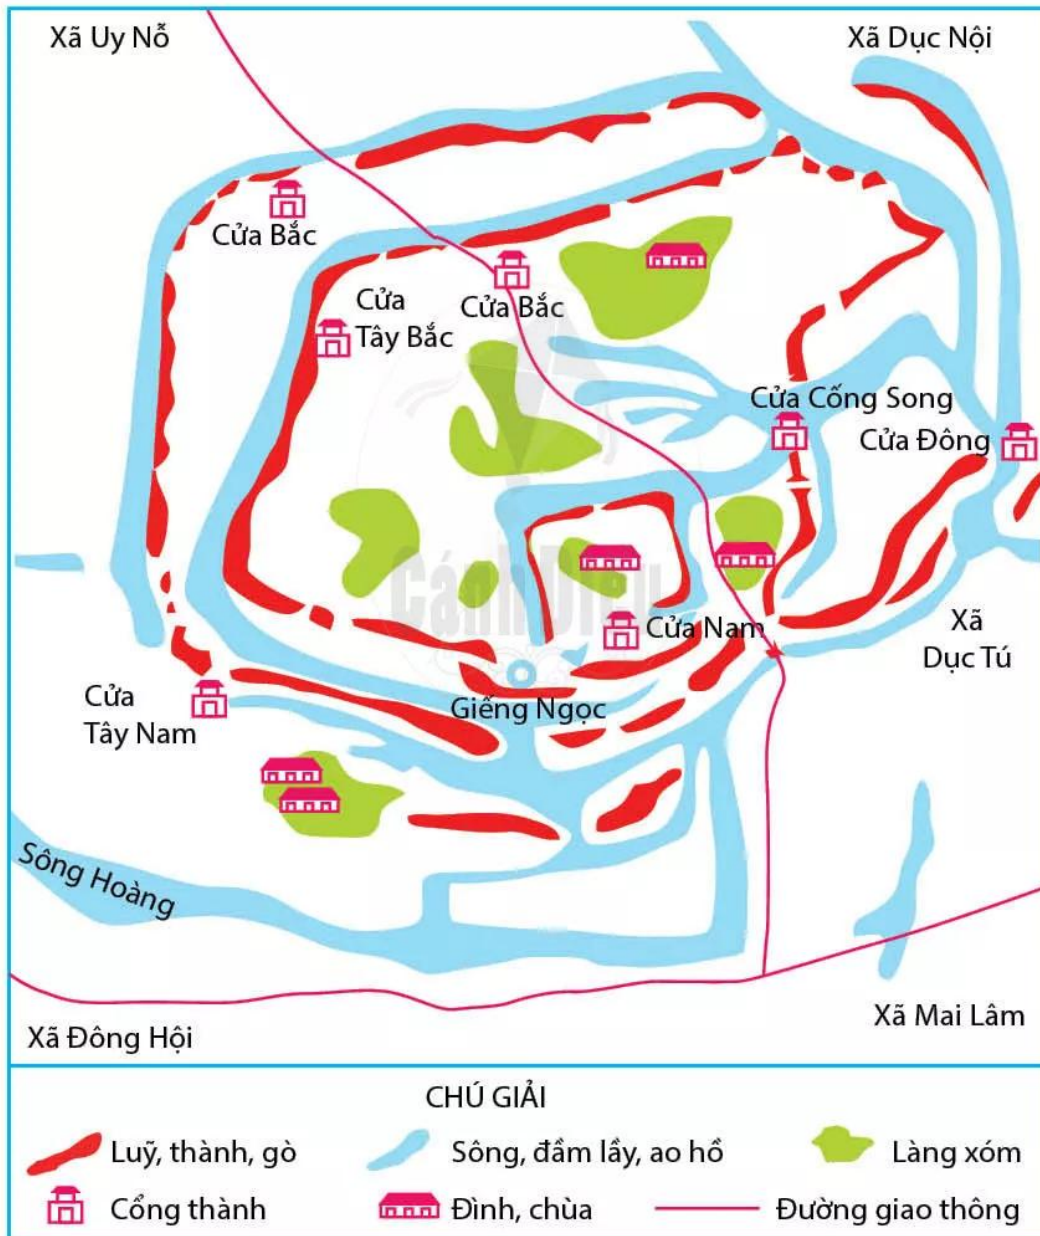 Xã Uy Nỗ
Xã Dục Nội
Cửa Bắc
Cửa
Tây Bắc
Cửa Bắc
Cửa Cống Song
Cửa Đông
Cánh Diều
Cửa Nam
Xã
Dục Tú
Cửa
Tây Nam
Giếng Ngọc
Sông Hoàng
Xã Mai Lâm
Xã Đông Hội
CHÚ GIẢI
Luỹ, thành, gò
Sông, đầm lầy, ao hồ
Làng xóm
Cổng thành
Đình, chùa
Đường giao thông